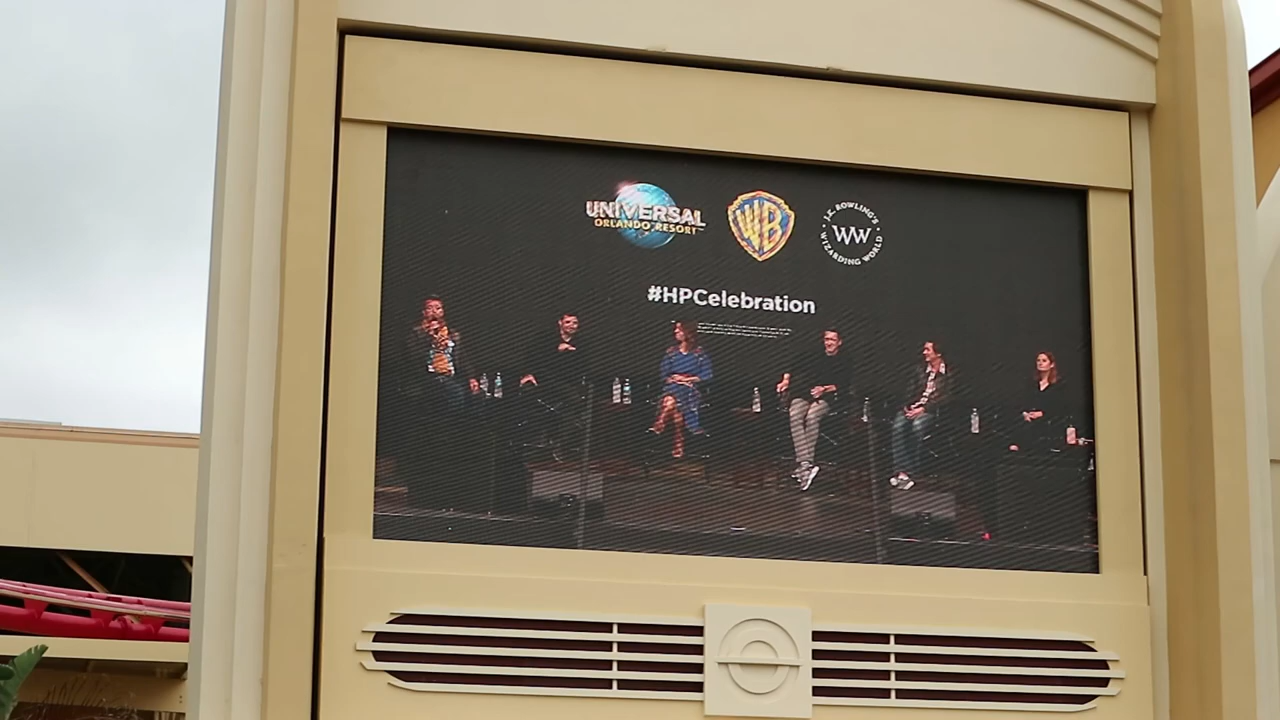 UNIVERSAL
ORLANDO RESORT
WB
J.K. ROWLING'S
WW
WIZARDING WORLD
#HPCelebration